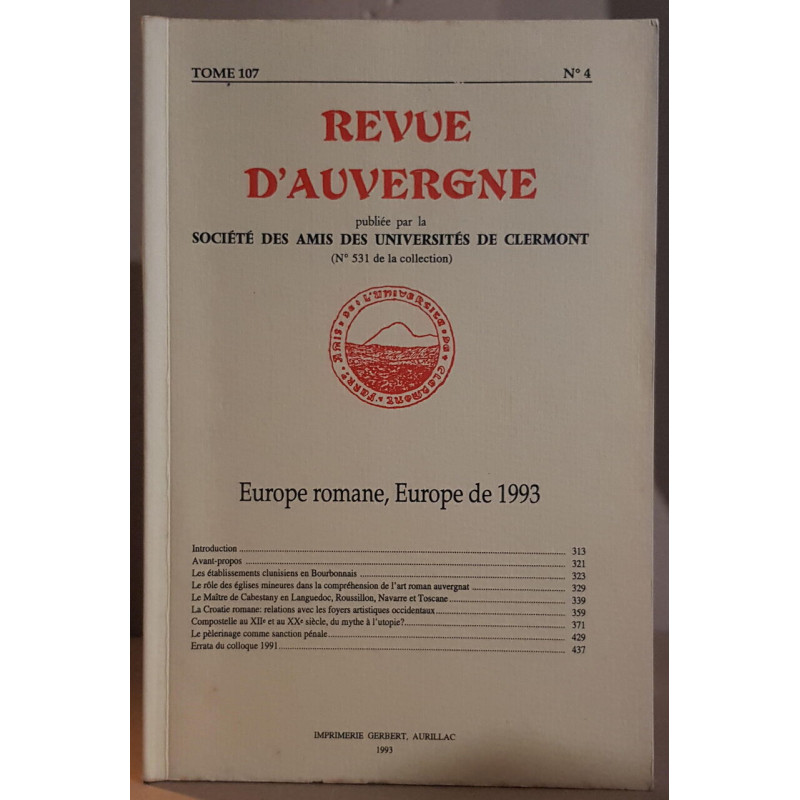 TOME 107 N° 4
REVUE
D'AUVERGNE
publiée par la
SOCIÉTÉ DES AMIS DES UNIVERSITÉS DE CLERMONT
(N° 531 de la collection)
Europe romane, Europe de 1993
Introduction 313
Avant-propos 321
Les établissements clunisiens en Bourbonnais 323
Le rôle des églises mineures dans la compréhension de l'art roman auvergnat 329
Le Maître de Cabestany en Languedoc, Roussillon, Navarre et Toscane 339
La Croatie romane: relations avec les foyers artistiques occidentaux 359
Compostelle au XIIe et au XXe siècle, du mythe à l'utopie? 371
Le pèlerinage comme sanction pénale 429
Errata du colloque 1991 437
IMPRIMERIE GERBERT, AURILLAC
1993